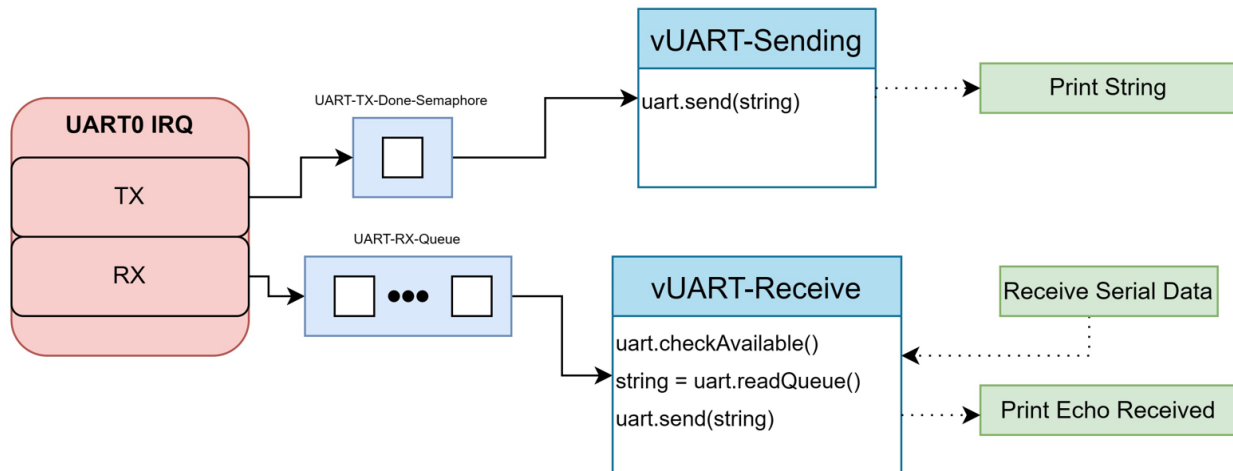 UART0 IRQ
TX
RX
UART-TX-Done-Semaphore
UART-RX-Queue
vUART-Sending
uart.send(string)
Print String
vUART-Receive
uart.checkAvailable()
string = uart.readQueue()
uart.send(string)
Receive Serial Data
Print Echo Received